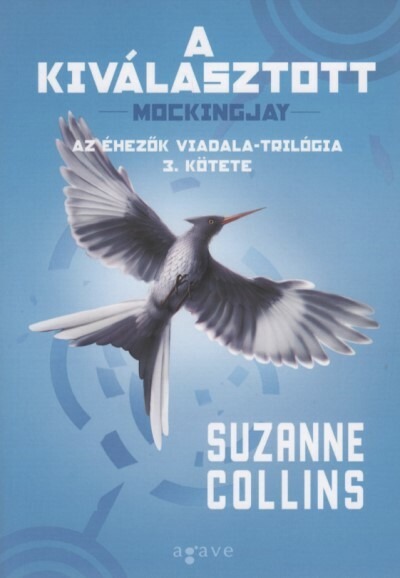 A
KIVÁLASZTOTT
MOCKINGJAY
AZ ÉHEZŐK VIADALA-TRILÓGIA
3. KÖTETE
SUZANNE
COLLINS
agave